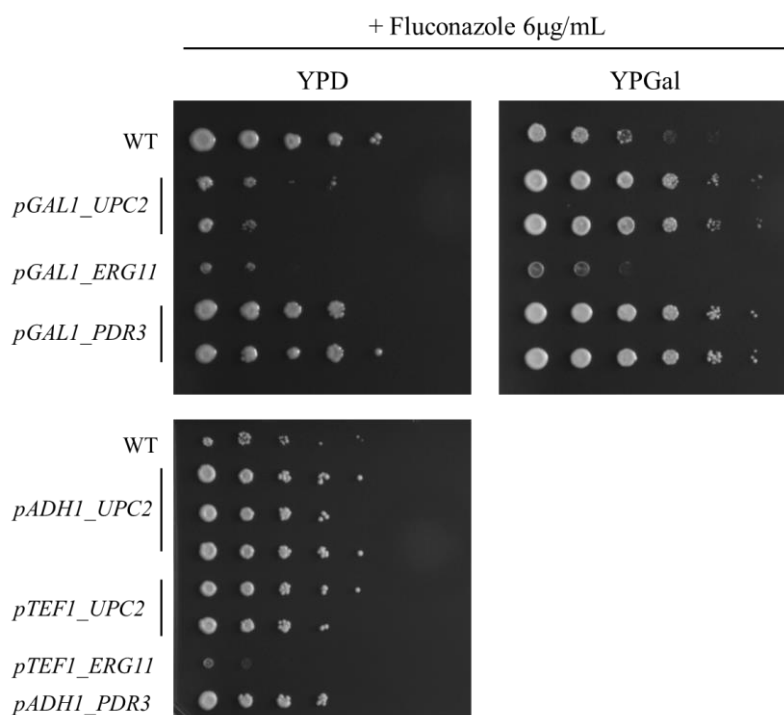 + Fluconazole 6µg/mL
YPD YPGal
WT
pGAL1_UPC2
pGAL1_ERG11
pGAL1_PDR3
WT
pADH1_UPC2
pTEF1_UPC2
pTEF1_ERG11
pADH1_PDR3